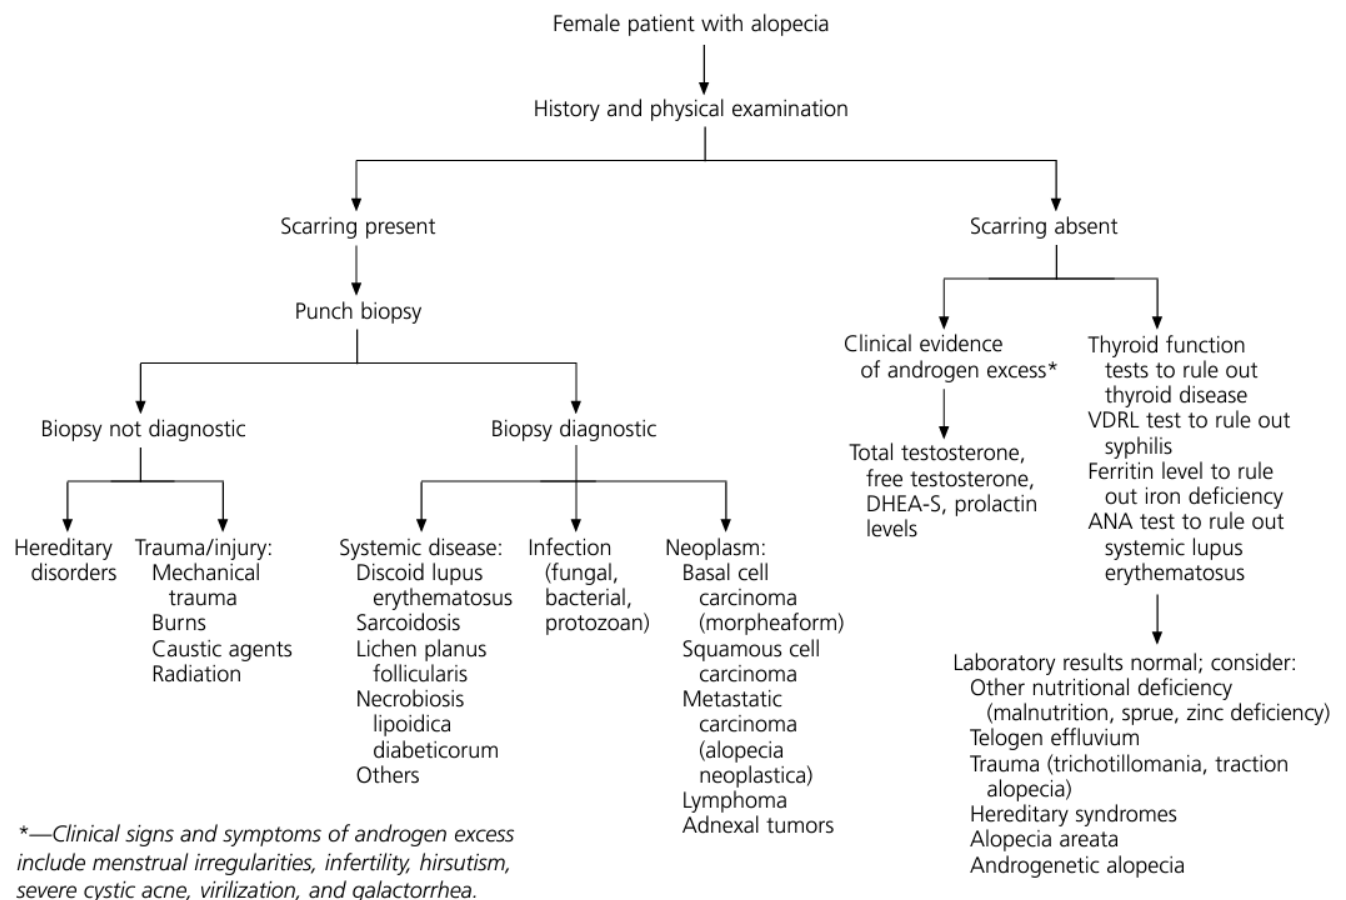 Female patient with alopecia
History and physical examination
Scarring present
Scarring absent
Punch biopsy
Biopsy not diagnostic
Biopsy diagnostic
Hereditary
disorders
Trauma/injury:
Mechanical
trauma
Burns
Caustic agents
Radiation
Systemic disease:
Discoid lupus
erythematosus
Sarcoidosis
Lichen planus
follicularis
Necrobiosis
lipoidica
diabeticorum
Others
Infection
(fungal,
bacterial,
protozoan)
Neoplasm:
Basal cell
carcinoma
(morpheaform)
Squamous cell
carcinoma
Metastatic
carcinoma
(alopecia
neoplastica)
Lymphoma
Adnexal tumors
Clinical evidence
of androgen excess*
Total testosterone,
free testosterone,
DHEA-S, prolactin
levels
Thyroid function
tests to rule out
thyroid disease
VDRL test to rule out
syphilis
Ferritin level to rule
out iron deficiency
ANA test to rule out
systemic lupus
erythematosus
Laboratory results normal; consider:
Other nutritional deficiency
(malnutrition, sprue, zinc deficiency)
Telogen effluvium
Trauma (trichotillomania, traction
alopecia)
Hereditary syndromes
Alopecia areata
Androgenetic alopecia
*—Clinical signs and symptoms of androgen excess
include menstrual irregularities, infertility, hirsutism,
severe cystic acne, virilization, and galactorrhea.